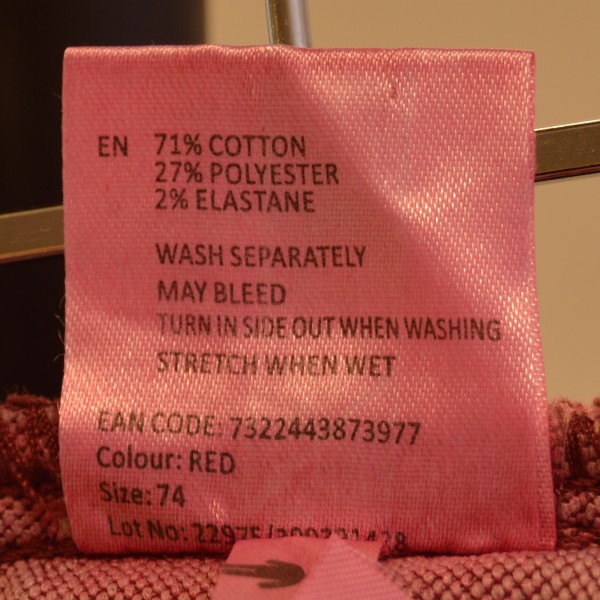 EN 71% COTTON
27% POLYESTER
2% ELASTANE
WASH SEPARATELY
MAY BLEED
TURN IN SIDE OUT WHEN WASHING
STRETCH WHEN WET
EAN CODE: 7322443873977
Colour: RED
Size: 74
Lot No: